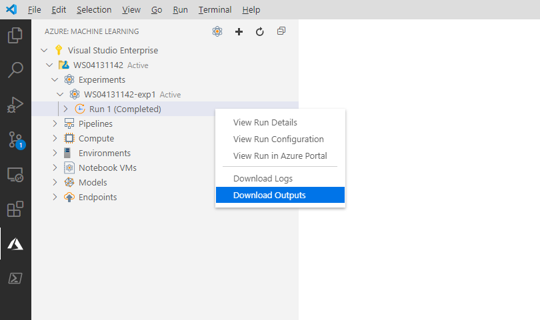 File Edit Selection View Go Run Terminal Help
AZURE: MACHINE LEARNING
Visual Studio Enterprise
WS04131142 Active
Experiments
WS04131142-exp1 Active
Run 1 (Completed)
View Run Details
Pipelines
View Run Configuration
Compute
View Run in Azure Portal
Environments
Notebook VMs
Download Logs
Models
Download Outputs
Endpoints
1